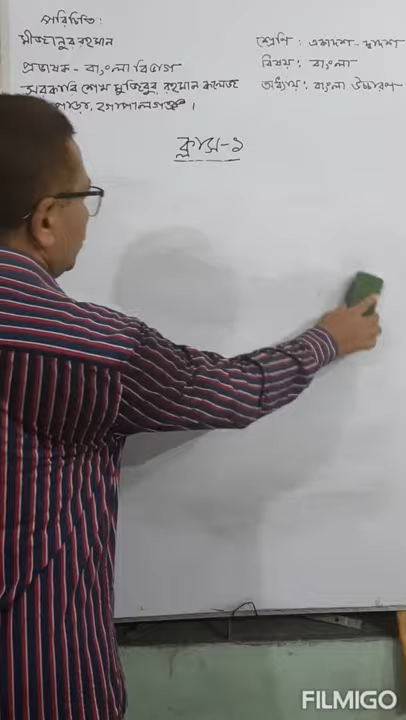 পরিচিতি:
মীজানুর রহমান
প্রভাষক - বাংলা বিভাগ
সরকারি শেখ মুজিবুর রহমান কলেজ
গোপালগঞ্জ।
শ্রেণি: একাদশ-দ্বাদশ
বিষয়: বাংলা
অধ্যায়: বাংলা উচ্চারণ
ক্লাস-১
FILMIGO